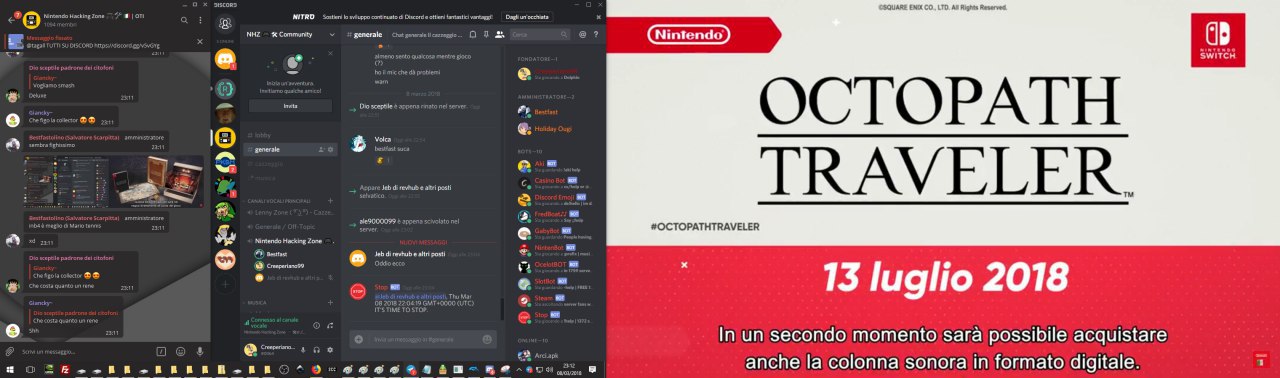 Nintendo Hacking Zone
OTI
1094 membri
Messaggio fissato
@tagall TUTTI SU DISCORD https://discord.gg/v5vGYg
Dio sceptile padrone dei citofoni
Giancky~
Vogliamo smash
Deluxe
23:11
Giancky~
Che figo la collector 😍😍
23:11
Bestfastolino (Salvatore Scarpitta) amministratore
sembra fighissimo
23:11
Bestfastolino (Salvatore Scarpitta) amministratore
inb4 è meglio di Mario tennis
23:11
xd
23:11
Dio sceptile padrone dei citofoni
Giancky~
Che figo la collector 😍😍
Che costa quanto un rene
23:11
Giancky~
Dio sceptile padrone dei citofoni
Che costa quanto un rene
Shh
23:11
Scrivi un messaggio...
DISCORD
NITRO
Sostieni lo sviluppo continuato di Discord e ottieni fantastici vantaggi!
Dagli un'occhiata
NHZ 🛠 Community
Inizia un'avventura.
Invitiamo qualche amico!
Invita
# lobby
# generale
# cazzeggio
# musica
CANALI VOCALI PRINCIPALI
Generale / Off-Topic
Nintendo Hacking Zone
Bestfast
Creeperiano99
Jeb di revhub e altri posti
MUSICA
Connesso al canale
vocale
Creeperiano...
# generale
Chat generale Il cazzeggio ...
Cerca
almeno sento qualcosa mentre gioco
(?)
ho il mic che dà problemi
warn
8 marzo 2018
Dio sceptile è appena rinato nel server.
Volca
bestfast suca
Appare Jeb di revhub e altri posti
selvatico.
ale9000099 è appena scivolato nel
server.
NUOVI MESSAGGI
Jeb di revhub e altri posti
Oddio ecco
Stop BOT
@Jeb di revhub e altri posti, Thu Mar
08 2018 22:04:19 GMT+0000 (UTC)
IT'S TIME TO STOP.
Invia un messaggio in #generale
FONDATORE—1
AMMINISTRATORE—2
Bestfast
Holiday Ougi
BOTS—10
Aki BOT
Casino Bot BOT
Discord Emoji BOT
FredBoat♪♪ BOT
GabyBot BOT
NintenBot BOT
OcelotBOT BOT
SlotBot BOT
Steam BOT
Stop BOT
ONLINE—10
Arci.apk
23:12
08/03/2018
©SQUARE ENIX CO., LTD. All Rights Reserved.
Nintendo
NINTENDO
SWITCH
OCTOPATH
TRAVELER™
#OCTOPATHTRAVELER
13 luglio 2018
In un secondo momento sarà possibile acquistare
anche la colonna sonora in formato digitale.